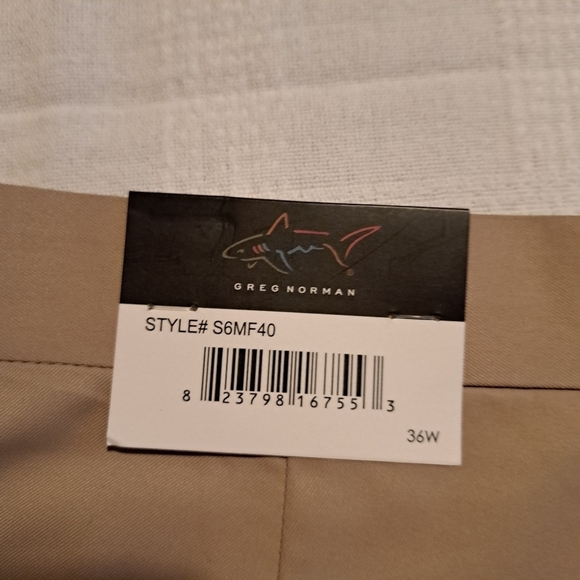 GREG NORMAN
STYLE# S6MF40
8 23798 16755 3
36W